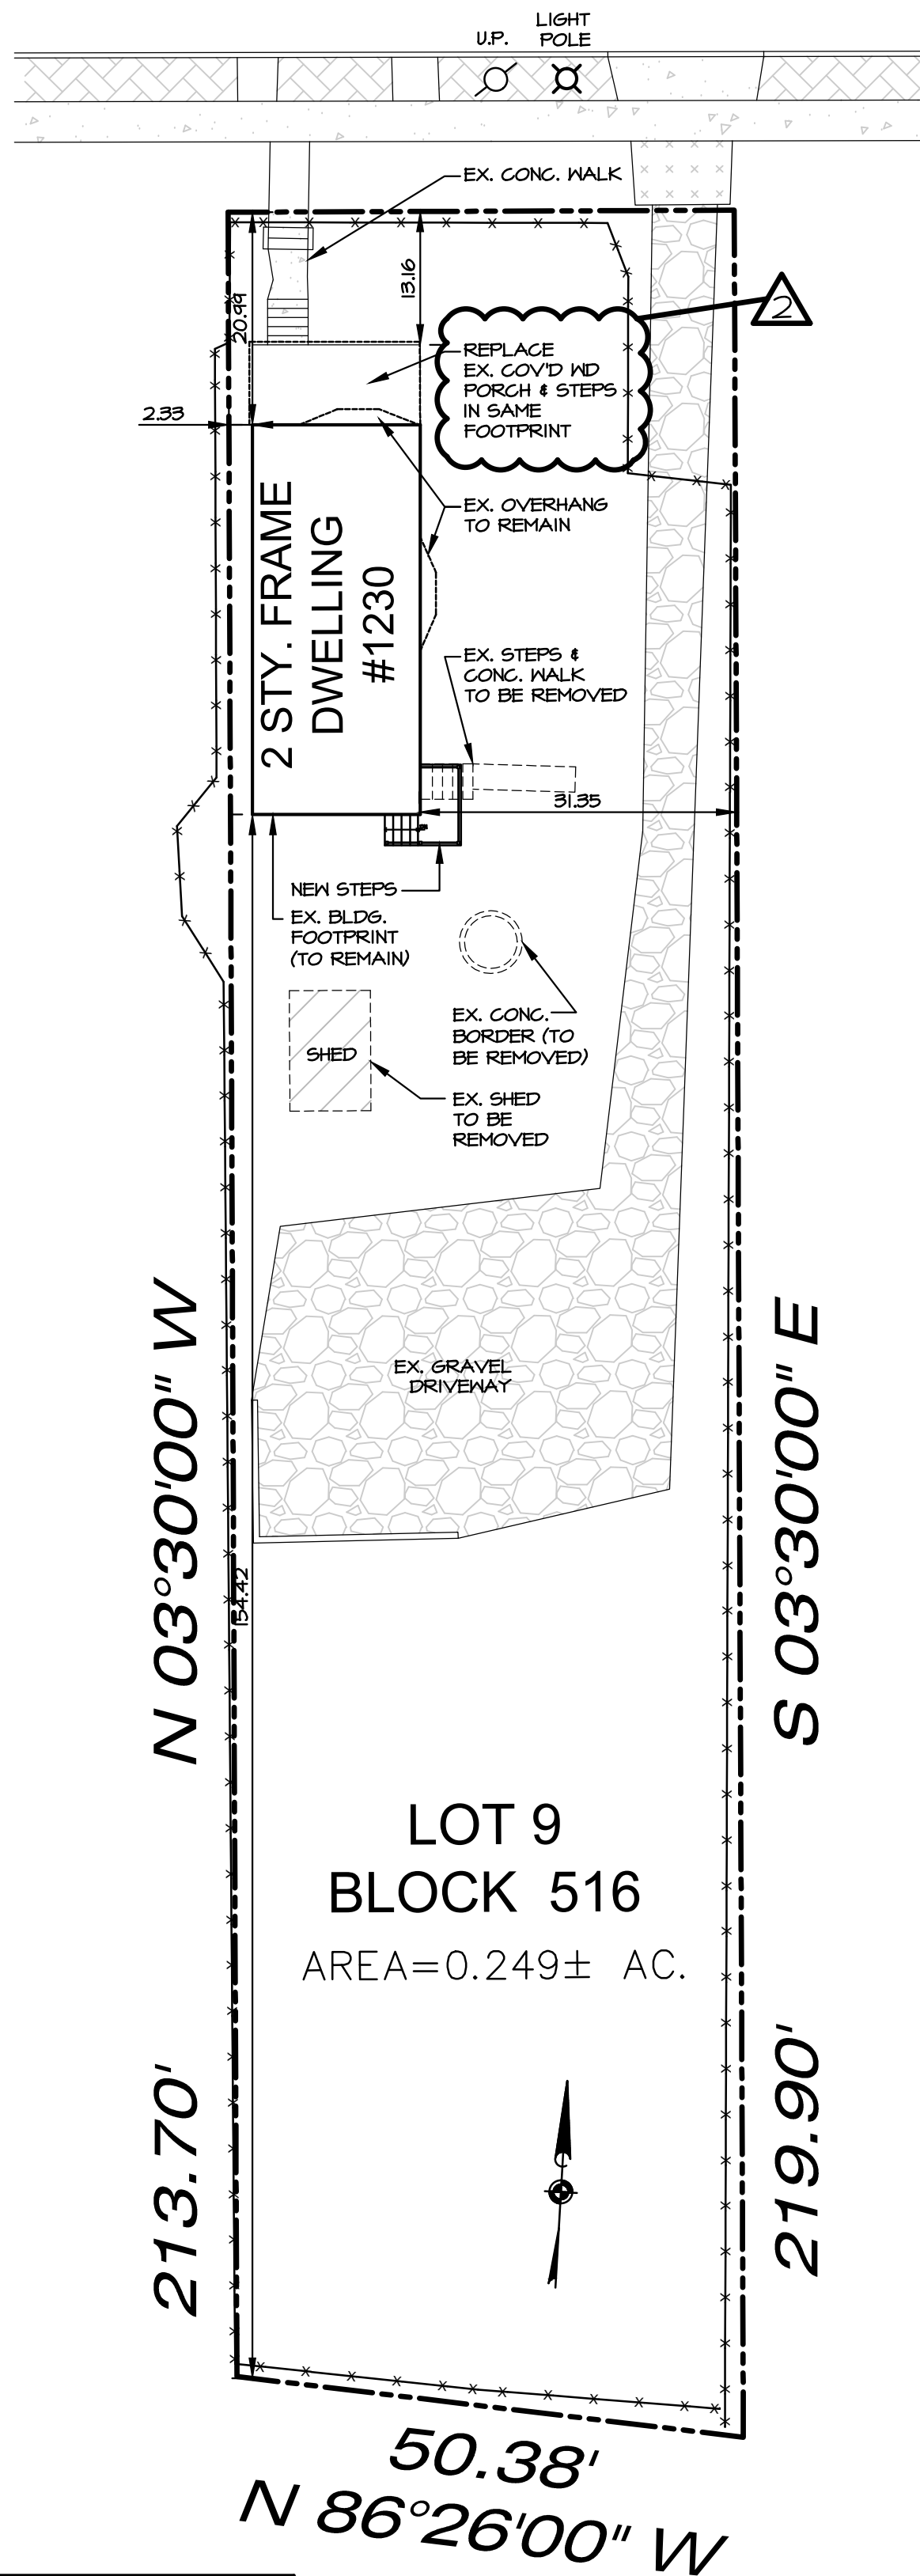 U.P.
LIGHT
POLE
EX. CONC. WALK
20.99
13.16
2
REPLACE
EX. COV'D WD
PORCH & STEPS
IN SAME
FOOTPRINT
2.33
EX. OVERHANG
TO REMAIN
2 STY. FRAME
DWELLING
#1230
EX. STEPS &
CONC. WALK
TO BE REMOVED
31.35
NEW STEPS
EX. BLDG.
FOOTPRINT
(TO REMAIN)
EX. CONC.
BORDER (TO
BE REMOVED)
SHED
EX. SHED
TO BE
REMOVED
N 03°30'00" W
S 03°30'00" E
EX. GRAVEL
DRIVEWAY
154.42
LOT 9
BLOCK 516
AREA=0.249± AC.
213.70'
219.90'
50.38'
N 86°26'00" W